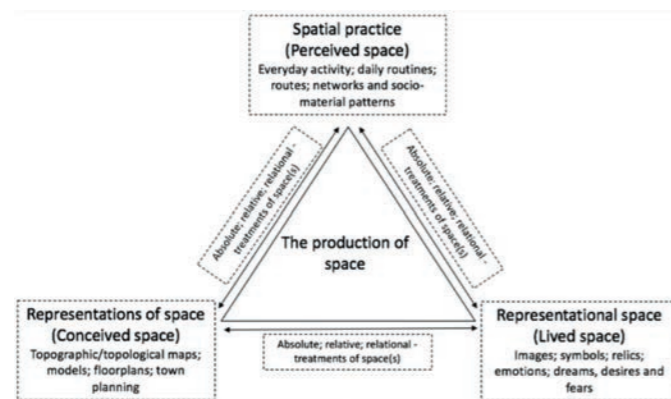 Spatial practice
(Perceived space)
Everyday activity; daily routines;
routes; networks and socio-
material patterns
Absolute; relative; relational -
treatments of space(s)
Absolute; relative; relational -
treatments of space(s)
The production of
space
Representations of space
(Conceived space)
Topographic/topological maps;
models; floorplans; town
planning
Absolute; relative; relational -
treatments of space(s)
Representational space
(Lived space)
Images; symbols; relics;
emotions; dreams, desires and
fears